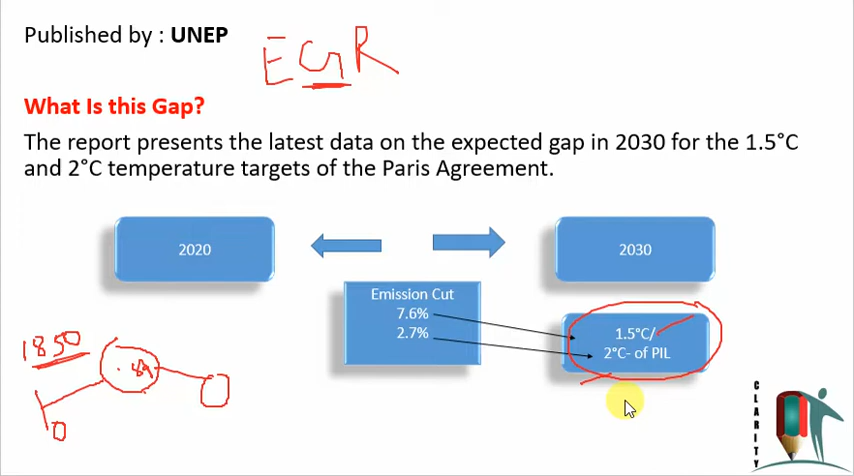 Published by : UNEP
EGR
What Is this Gap?
The report presents the latest data on the expected gap in 2030 for the 1.5°C
and 2°C temperature targets of the Paris Agreement.
2020
2030
Emission Cut
7.6%
2.7%
1.5°C/
2°C- of PIL
1850
0
CLARITY